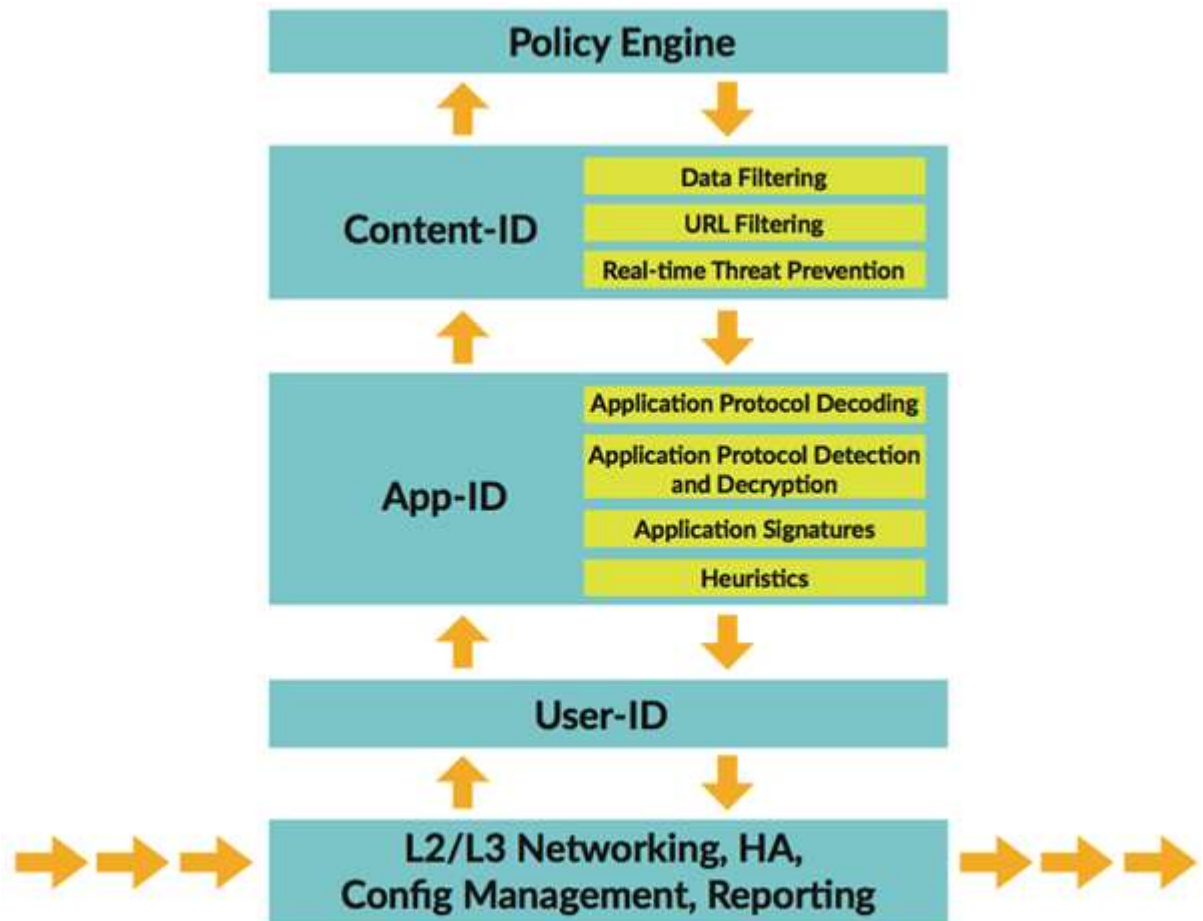 Policy Engine
Content-ID
Data Filtering
URL Filtering
Real-time Threat Prevention
App-ID
Application Protocol Decoding
Application Protocol Detection
and Decryption
Application Signatures
Heuristics
User-ID
L2/L3 Networking, HA,
Config Management, Reporting